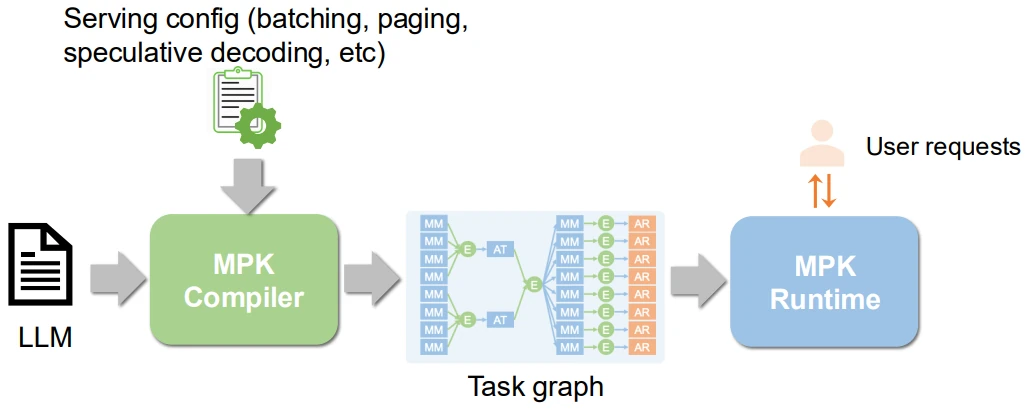 Serving config (batching, paging,
speculative decoding, etc)
User requests
LLM
MPK
Compiler
MM MM E AR
MM MM E AR
E AT
MM MM E AR
MM MM E AR
E
MM MM E AR
MM MM E AR
E AT
MM MM E AR
MM MM E AR
Task graph
MPK
Runtime